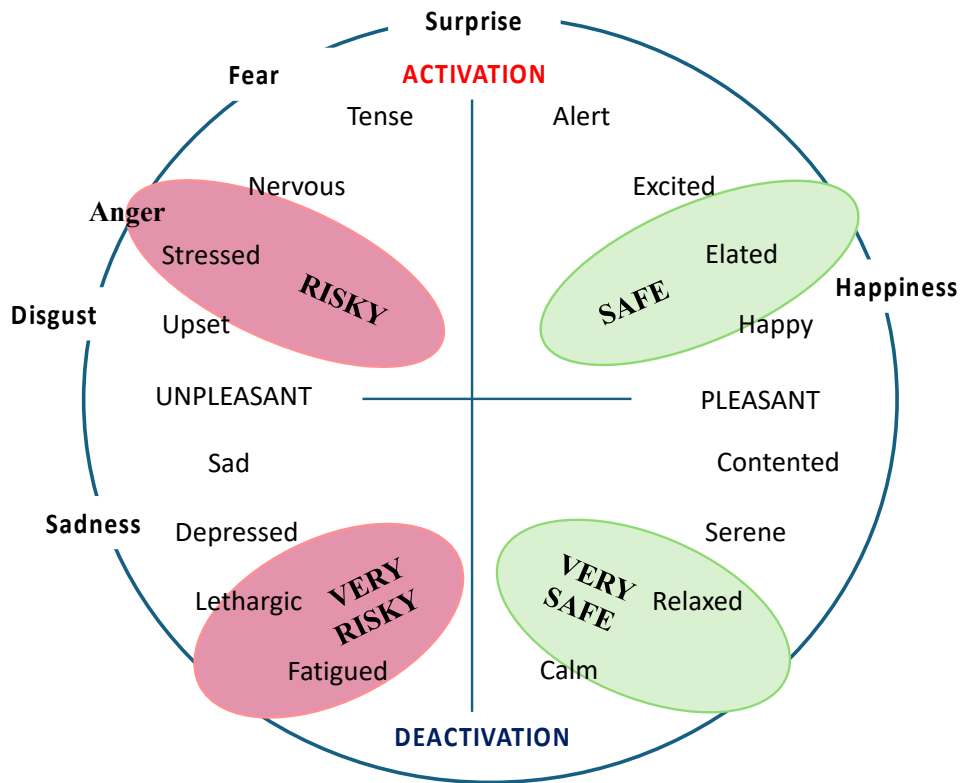 Surprise
Fear
ACTIVATION
Tense
Alert
Nervous
Excited
Anger
Stressed
Elated
RISKY
SAFE
Happiness
Disgust
Upset
Happy
UNPLEASANT
PLEASANT
Sad
Contented
Sadness
Depressed
Serene
Lethargic
VERY
RISKY
VERY
SAFE
Relaxed
Fatigued
Calm
DEACTIVATION